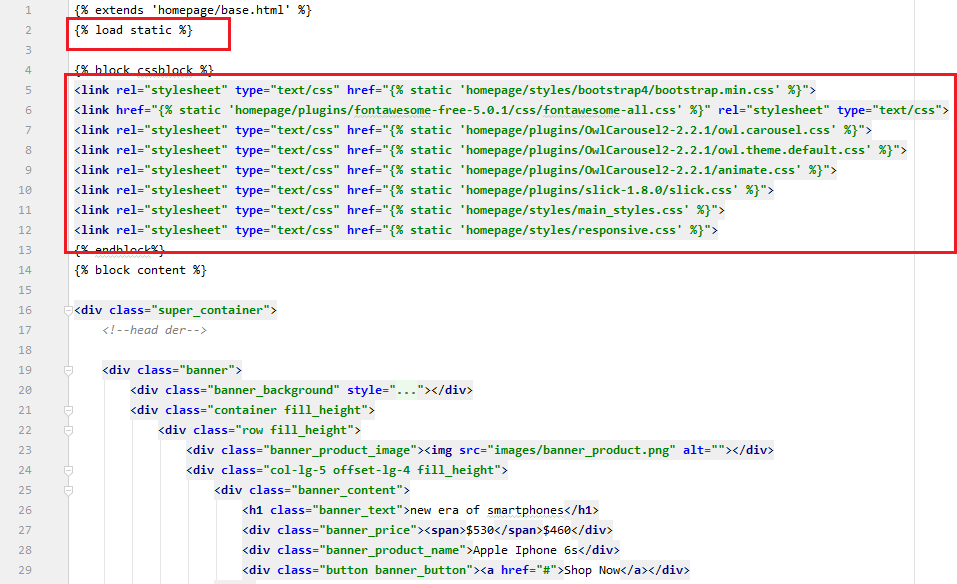 1 {% extends 'homepage/base.html' %}
2 {% load static %}
3
4 {% block cssblock %}
5 <link rel="stylesheet" type="text/css" href="{% static 'homepage/styles/bootstrap4/bootstrap.min.css' %}">
6 <link href="{% static 'homepage/plugins/fontawesome-free-5.0.1/css/fontawesome-all.css' %}" rel="stylesheet" type="text/css">
7 <link rel="stylesheet" type="text/css" href="{% static 'homepage/plugins/OwlCarousel2-2.2.1/owl.carousel.css' %}">
8 <link rel="stylesheet" type="text/css" href="{% static 'homepage/plugins/OwlCarousel2-2.2.1/owl.theme.default.css' %}">
9 <link rel="stylesheet" type="text/css" href="{% static 'homepage/plugins/OwlCarousel2-2.2.1/animate.css' %}">
10 <link rel="stylesheet" type="text/css" href="{% static 'homepage/plugins/slick-1.8.0/slick.css' %}">
11 <link rel="stylesheet" type="text/css" href="{% static 'homepage/styles/main_styles.css' %}">
12 <link rel="stylesheet" type="text/css" href="{% static 'homepage/styles/responsive.css' %}">
13 {% endblock%}
14 {% block content %}
15
16 <div class="super_container">
17 <!--head der-->
18
19 <div class="banner">
20 <div class="banner_background" style="..."></div>
21 <div class="container fill_height">
22 <div class="row fill_height">
23 <div class="banner_product_image"><img src="images/banner_product.png" alt=""></div>
24 <div class="col-lg-5 offset-lg-4 fill_height">
25 <div class="banner_content">
26 <h1 class="banner_text">new era of smartphones</h1>
27 <div class="banner_price"><span>$530</span>$460</div>
28 <div class="banner_product_name">Apple Iphone 6s</div>
29 <div class="button banner_button"><a href="#">Shop Now</a></div>